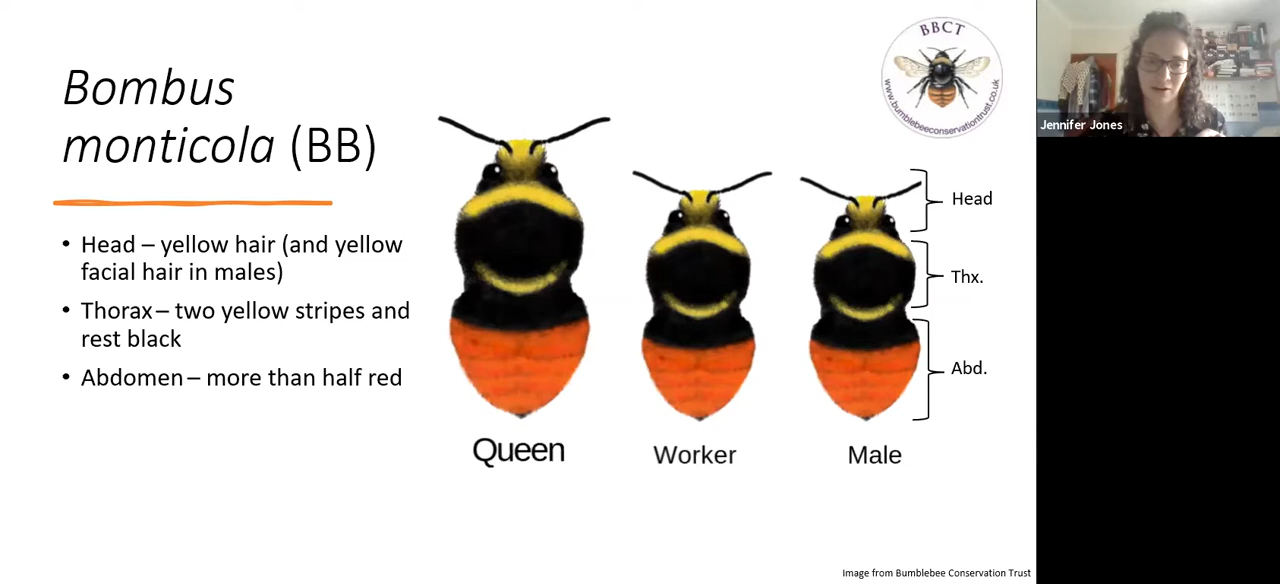 Bombus
monticola (BB)
• Head – yellow hair (and yellow
facial hair in males)
• Thorax – two yellow stripes and
rest black
• Abdomen – more than half red
Queen
Worker
Male
Head
Thx.
Abd.
BBCT
www.bumblebeeconservationtrust.co.uk
Jennifer Jones
Image from Bumblebee Conservation Trust